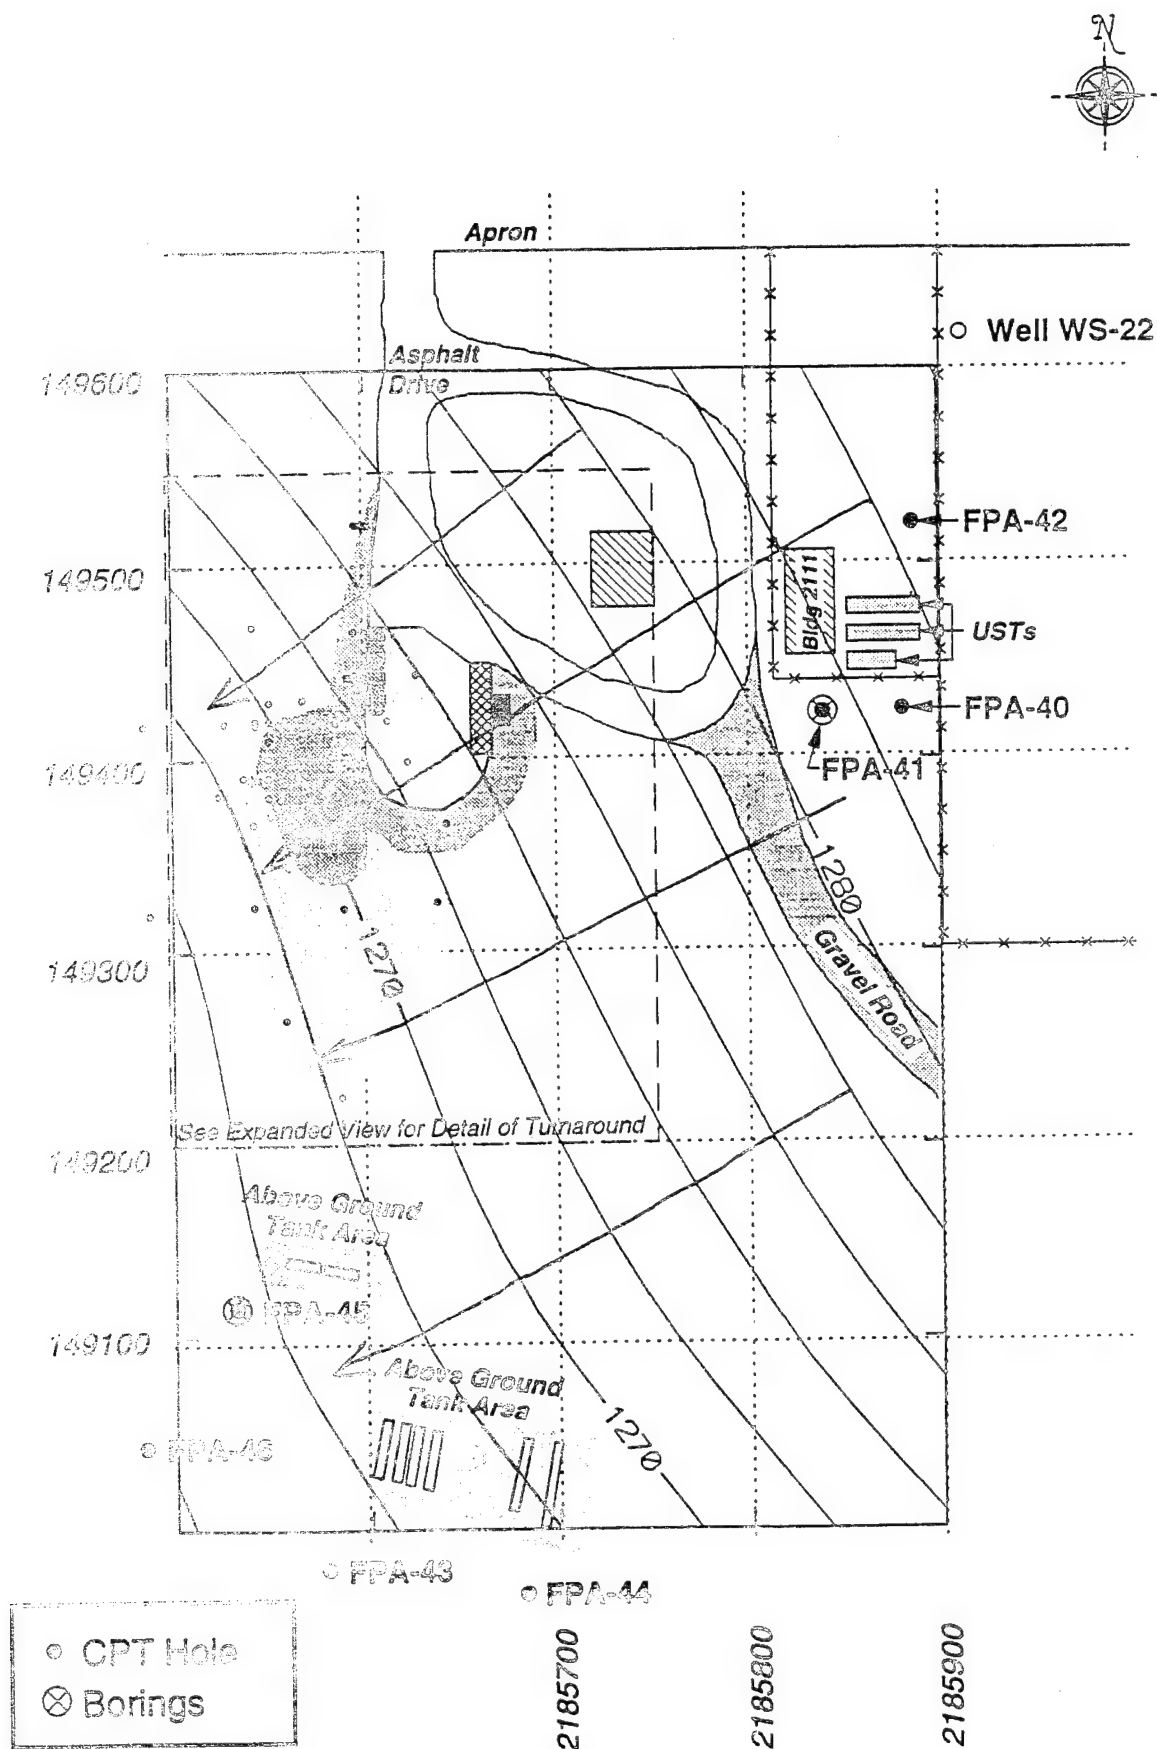 N
Apron
Well WS-22
Asphalt
Drive
149600
FPA-42
149500
Bldg 2111
USTs
FPA-40
149400
FPA-41
1280
1270
149300
Gravel Road
See Expanded View for Detail of Turnaround
149200
Above Ground
Tank Area
FPA-45
149100
Above Ground
Tank Area
1270
FPA-46
FPA-43
FPA-44
CPT Hole
Borings
2185700
2185800
2185900